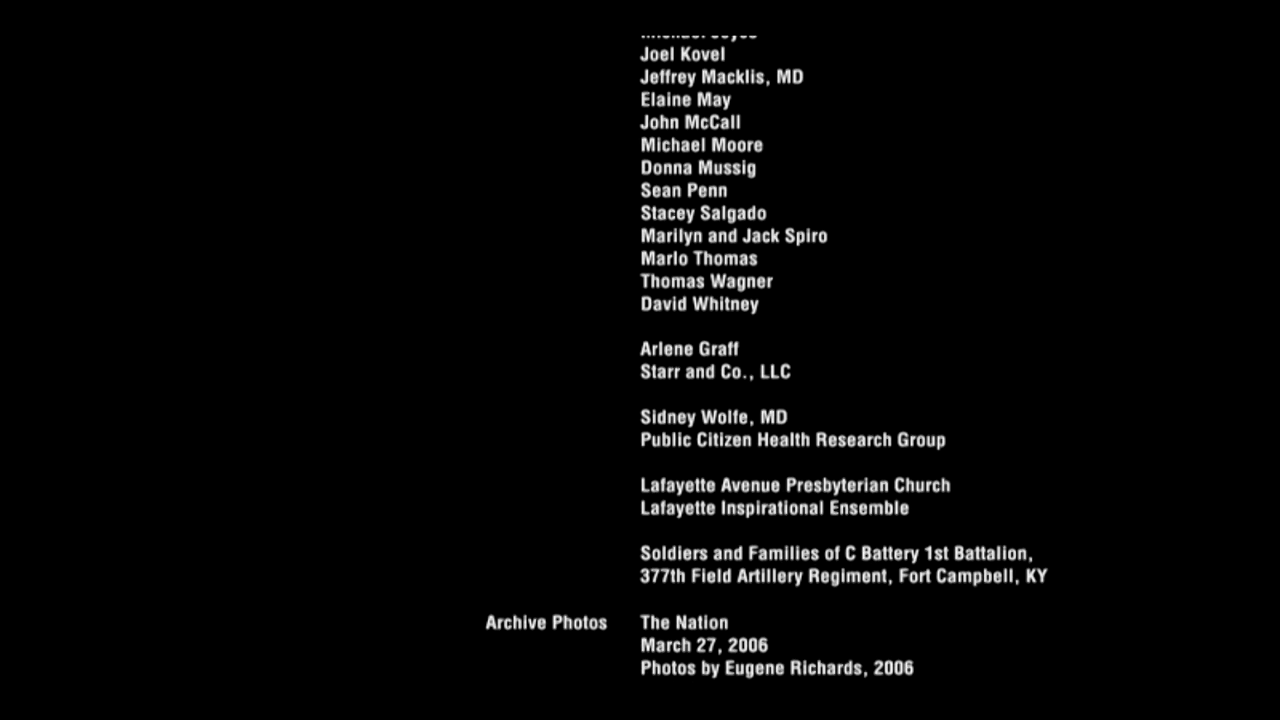 Joel Kovel
Jeffrey Macklis, MD
Elaine May
John McCall
Michael Moore
Donna Mussig
Sean Penn
Stacey Salgado
Marilyn and Jack Spiro
Marlo Thomas
Thomas Wagner
David Whitney
Arlene Graff
Starr and Co., LLC
Sidney Wolfe, MD
Public Citizen Health Research Group
Lafayette Avenue Presbyterian Church
Lafayette Inspirational Ensemble
Soldiers and Families of C Battery 1st Battalion,
377th Field Artillery Regiment, Fort Campbell, KY
Archive Photos The Nation
March 27, 2006
Photos by Eugene Richards, 2006